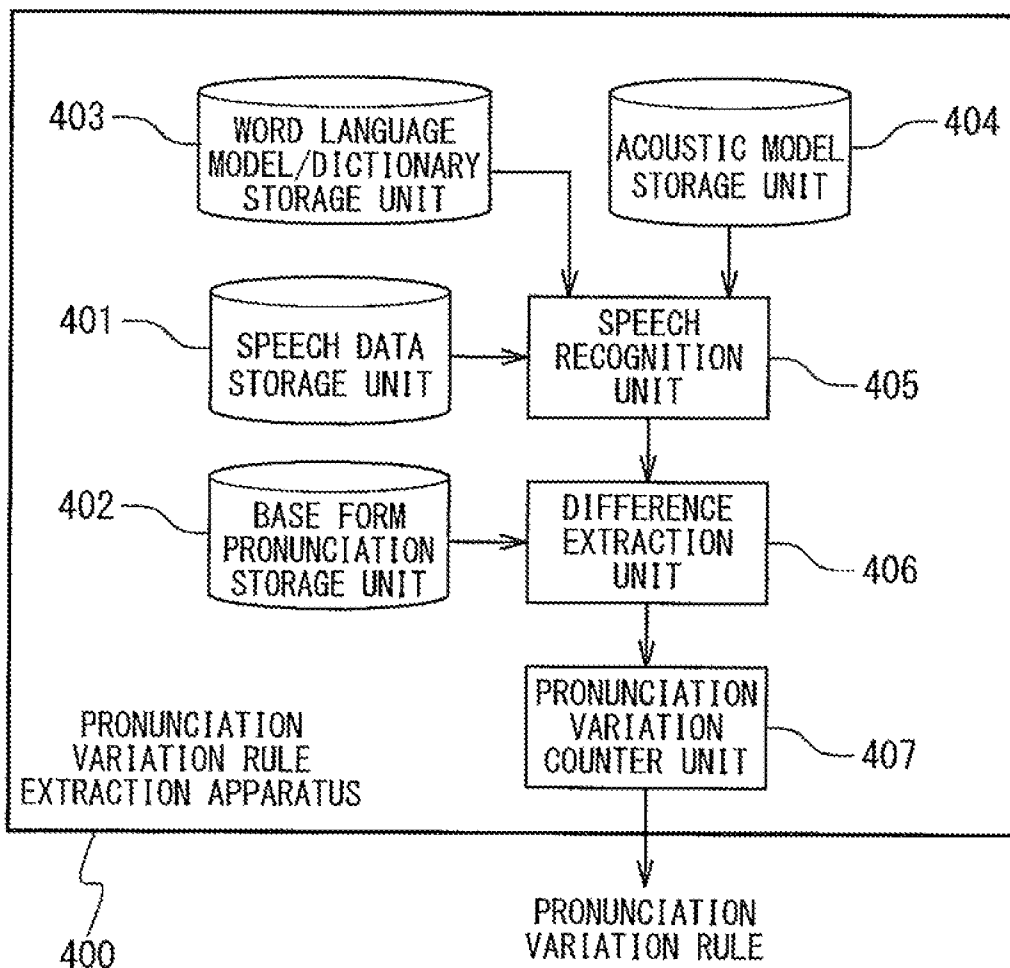 403
WORD LANGUAGE
MODEL/DICTIONARY
STORAGE UNIT
ACOUSTIC MODEL
STORAGE UNIT
404
401
SPEECH DATA
STORAGE UNIT
SPEECH
RECOGNITION
UNIT
405
402
BASE FORM
PRONUNCIATION
STORAGE UNIT
DIFFERENCE
EXTRACTION
UNIT
406
PRONUNCIATION
VARIATION
COUNTER UNIT
407
PRONUNCIATION
VARIATION RULE
EXTRACTION APPARATUS
400
PRONUNCIATION
VARIATION RULE